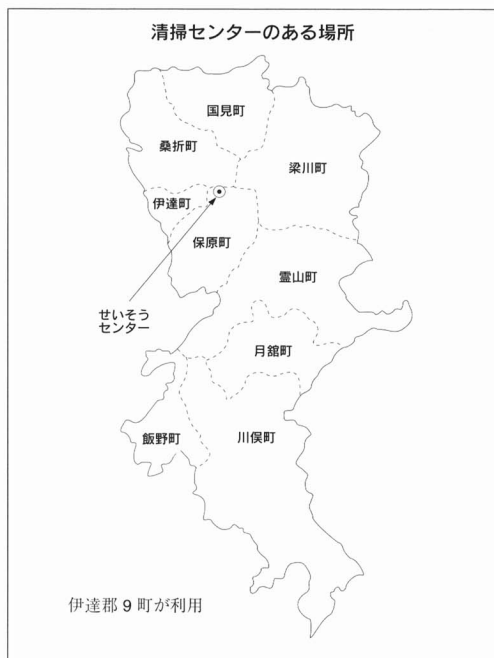 清掃センターのある場所
国見町
桑折町
梁川町
伊達町
保原町
霊山町
せいそう
センター
月舘町
飯野町
川俣町
伊達郡9町が利用